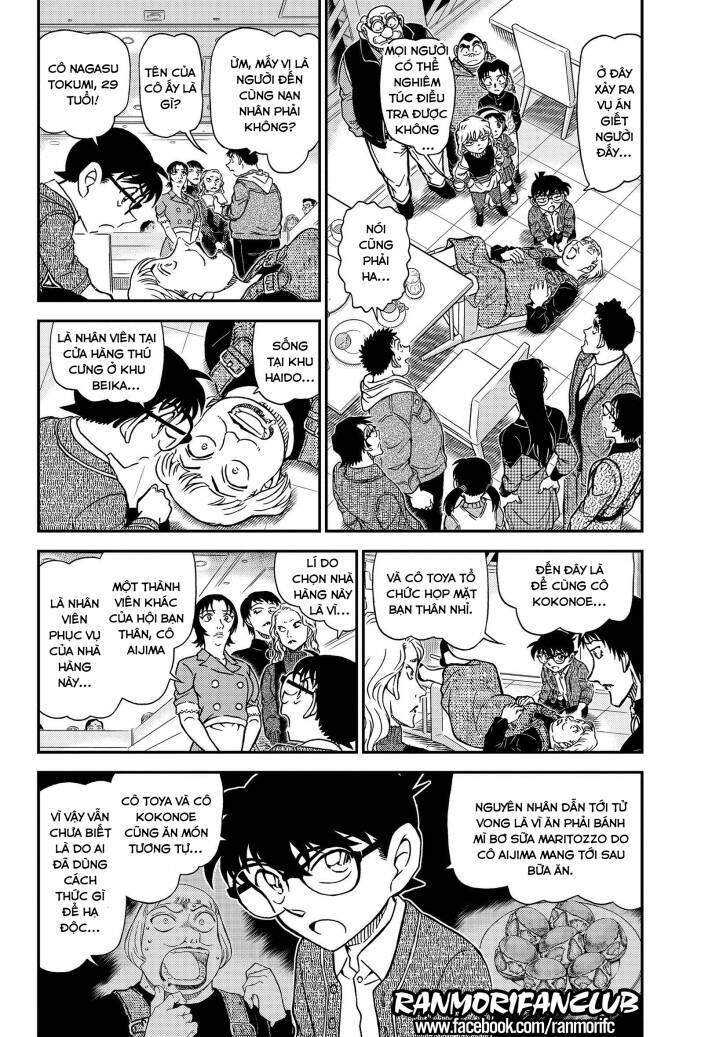 Ở ĐÂY
XẢY RA
VỤ ÁN
GIẾT
NGƯỜI
ĐẤY...
MỌI NGƯỜI
CÓ THỂ
NGHIÊM
TÚC ĐIỀU
TRA ĐƯỢC
KHÔNG
...
NÓI
CŨNG
PHẢI
HA...
ỪM, MẤY VỊ LÀ
NGƯỜI ĐẾN
CÙNG NẠN
NHÂN PHẢI
KHÔNG?
TÊN CỦA
CÔ ẤY LÀ
GÌ?
CÔ NAGASU
TOKUMI, 29
TUỔI!
SỐNG
TẠI KHU
HAIDO...
LÀ NHÂN VIÊN TẠI
CỬA HÀNG THÚ
CƯNG Ở KHU
BEIKA...
ĐẾN ĐÂY LÀ
ĐỂ CÙNG CÔ
KOKONOE...
VÀ CÔ TOYA TỔ
CHỨC HỌP MẶT
BẠN THÂN NHỈ.
LÍ DO
CHỌN NHÀ
HÀNG NÀY
LÀ VÌ...
MỘT THÀNH
VIÊN KHÁC
CỦA HỘI BẠN
THÂN, CÔ
AIJIMA
LÀ NHÂN
VIÊN
PHỤC VỤ
CỦA NHÀ
HÀNG
NÀY...
NGUYÊN NHÂN DẪN TỚI TỬ
VONG LÀ VÌ ĂN PHẢI BÁNH
MÌ BƠ SỮA MARITOZZO DO
CÔ AIJIMA MANG TỚI SAU
BỮA ĂN.
CÔ TOYA VÀ CÔ
KOKONOE
CŨNG ĂN MÓN
TƯƠNG TỰ...
VÌ VẬY VẪN
CHƯA BIẾT
LÀ DO AI
ĐÃ DÙNG
CÁCH
THỨC GÌ
ĐỂ HẠ
ĐỘC...
RANMORIFANCLUB
www.facebook.com/ranmorifc